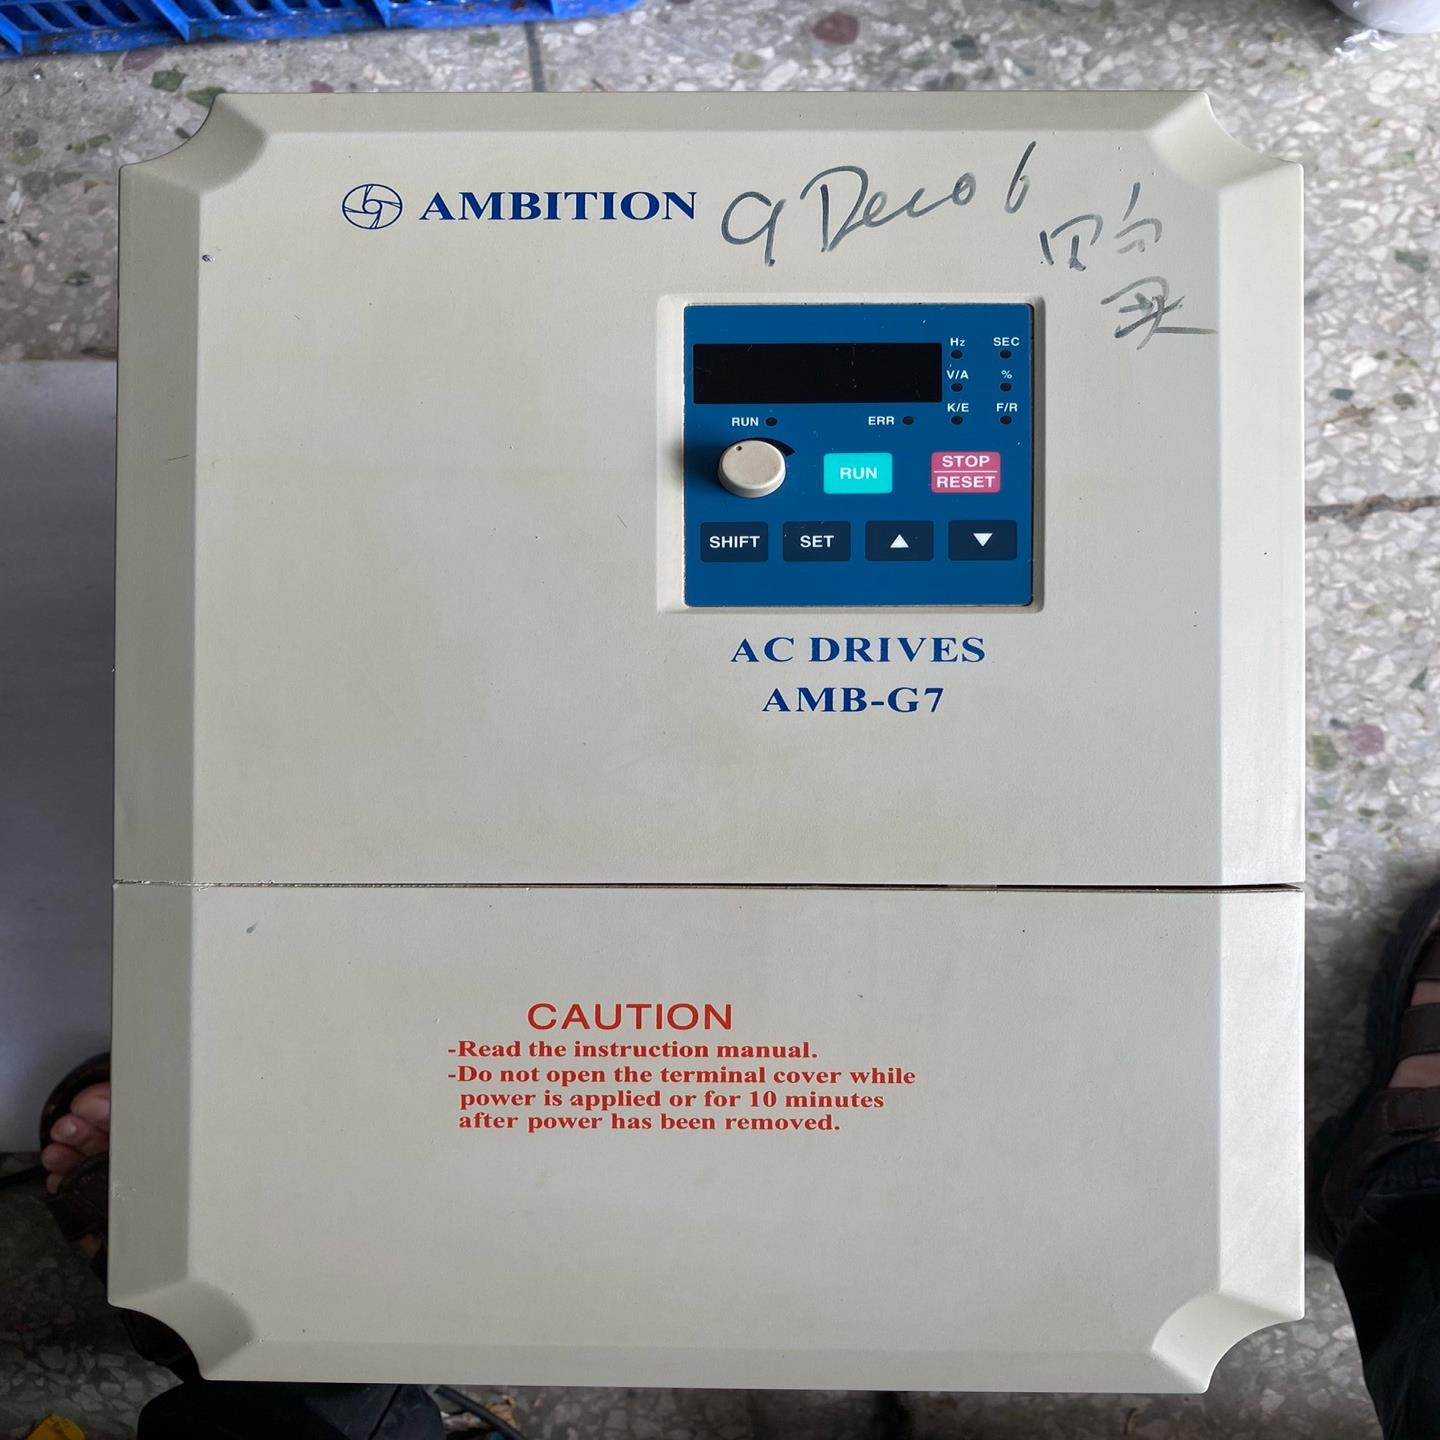 AMBITION
Hz SEC
V/A %
K/E F/R
RUN ERR
RUN STOP
RESET
SHIFT SET ▲ ▼
AC DRIVES
AMB-G7
CAUTION
-Read the instruction manual.
-Do not open the terminal cover while
power is applied or for 10 minutes
after power has been removed.